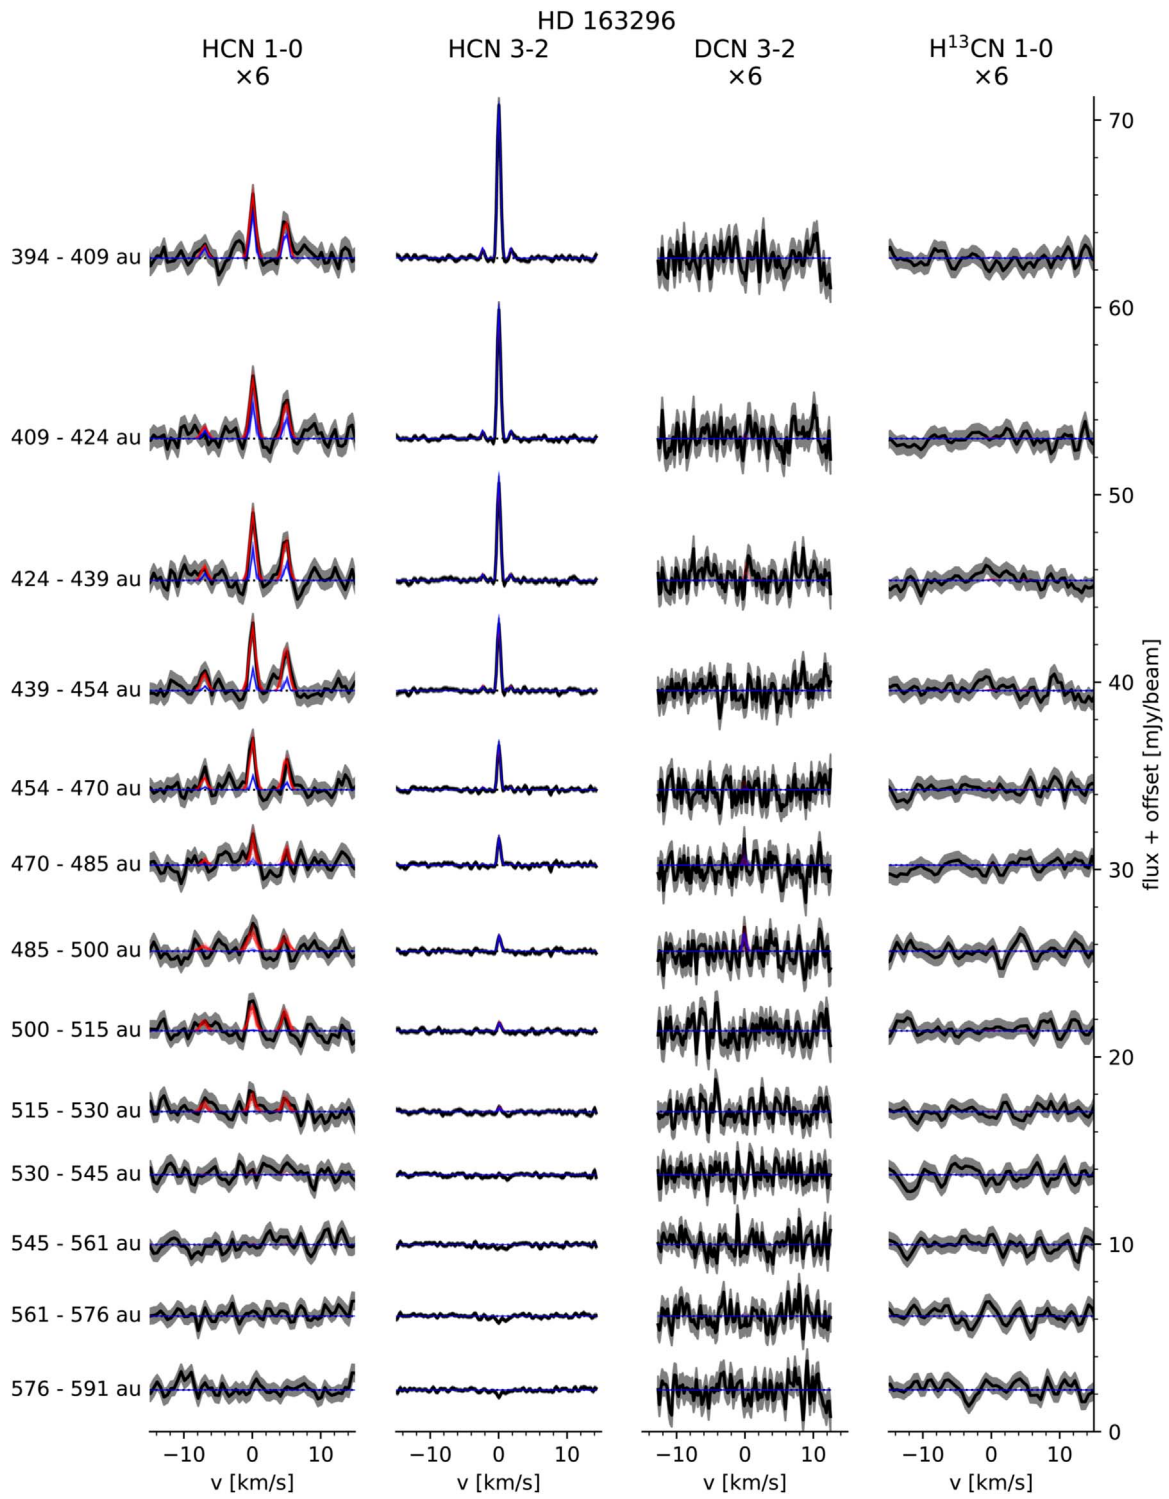 HD 163296
HCN 1-0 HCN 3-2 DCN 3-2 H¹³CN 1-0
×6 ×6 ×6
70
394 - 409 au
60
409 - 424 au
50
424 - 439 au
439 - 454 au
40
454 - 470 au
470 - 485 au
30
485 - 500 au
500 - 515 au
20
515 - 530 au
530 - 545 au
545 - 561 au
10
561 - 576 au
576 - 591 au
0
flux + offset [mJy/beam]
−10 0 10 −10 0 10 −10 0 10 −10 0 10
v [km/s] v [km/s] v [km/s] v [km/s]